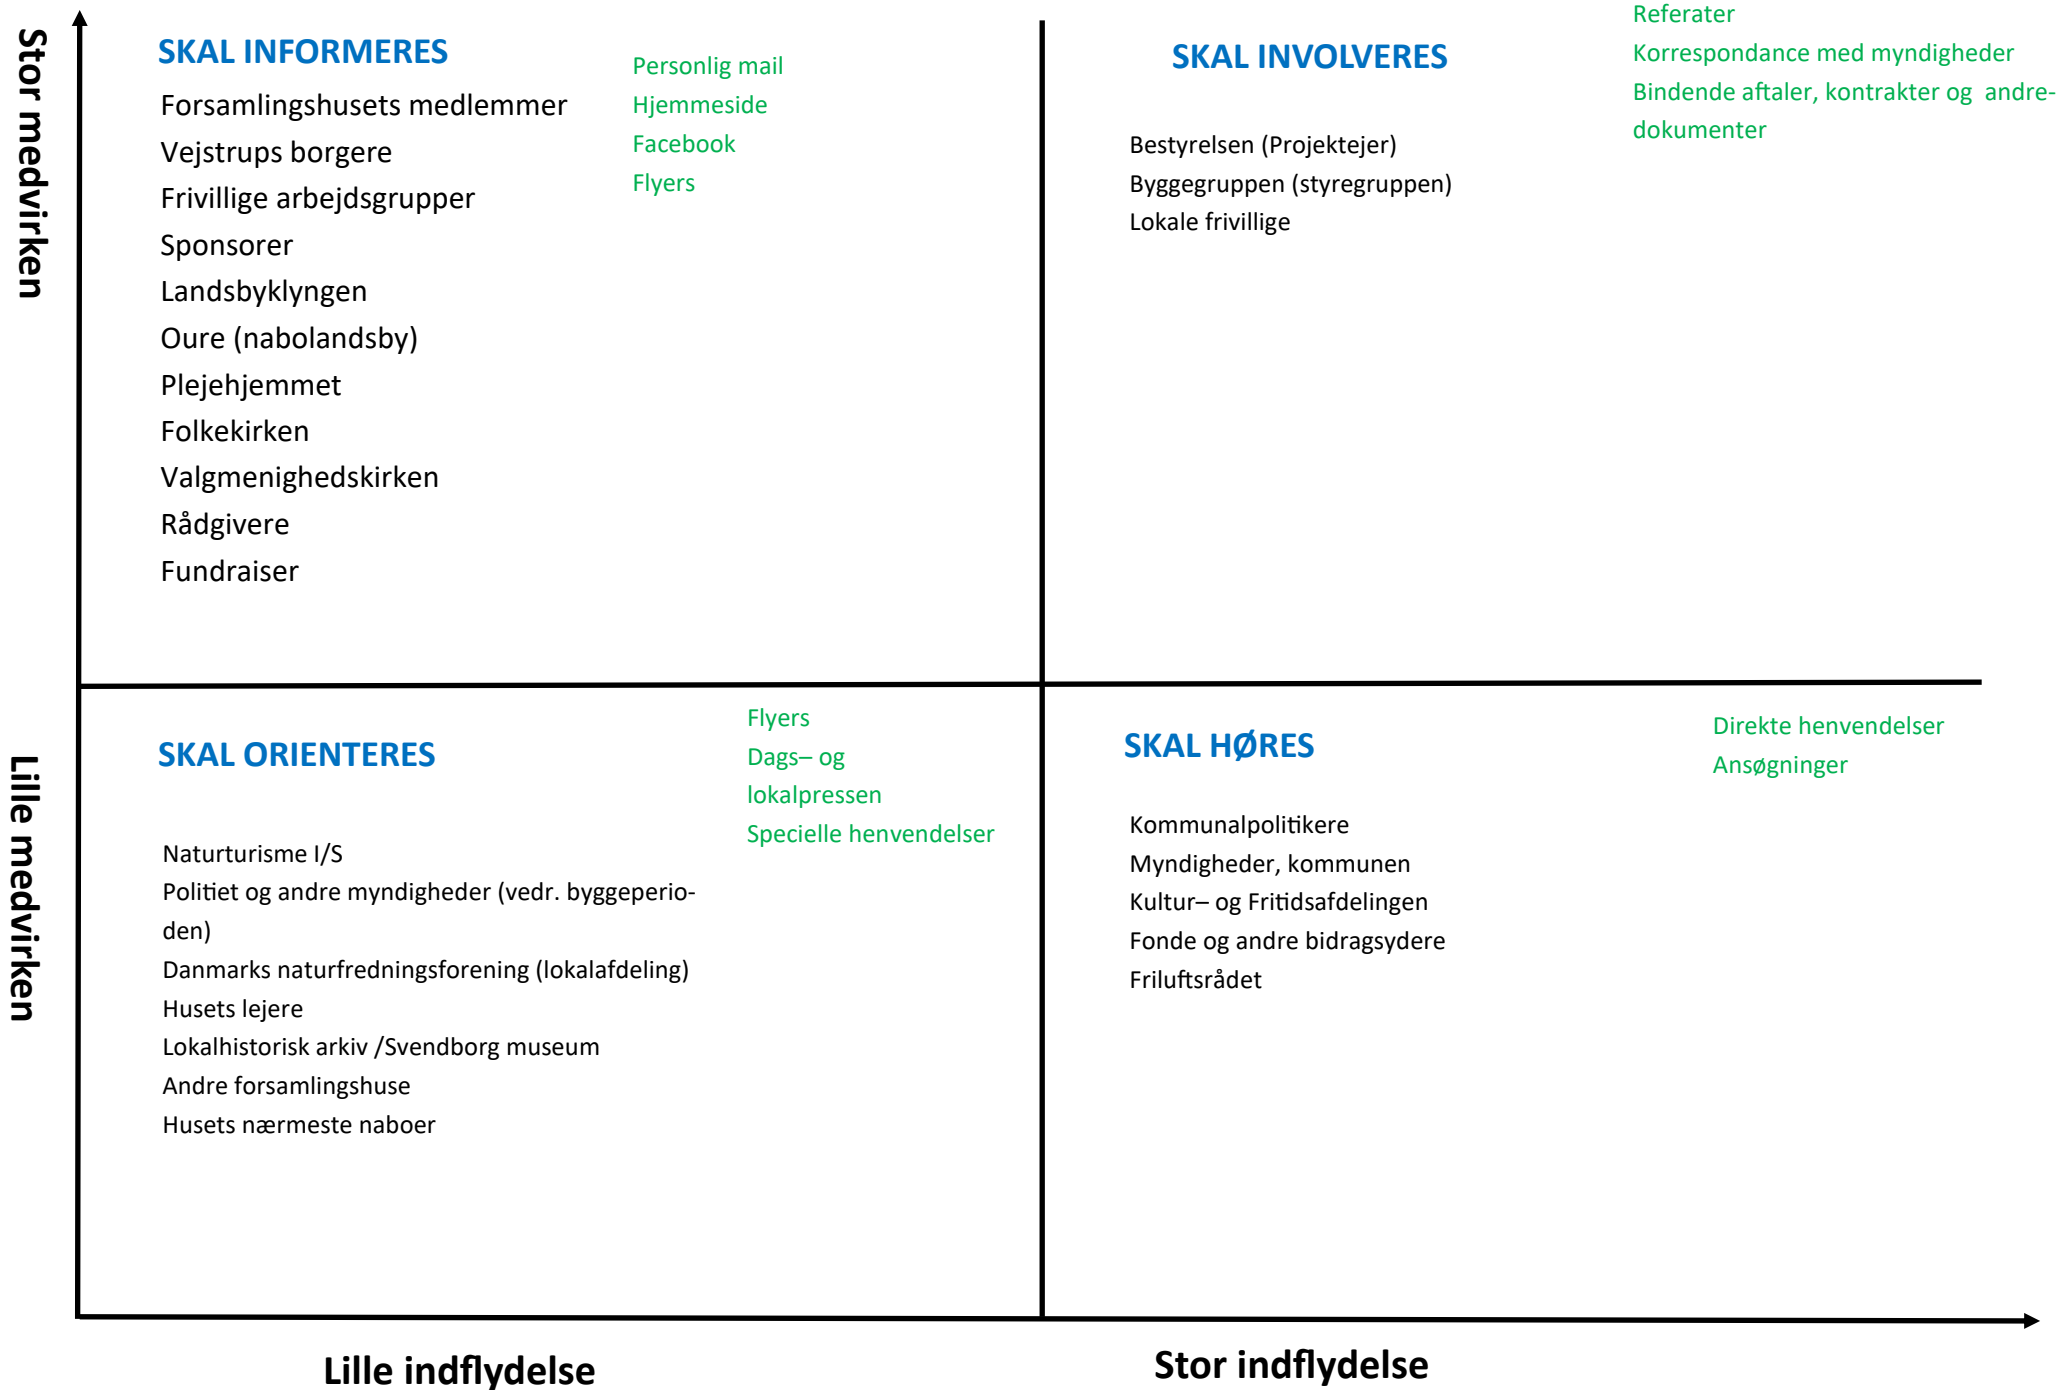 Stor medvirken
SKAL INFORMERES
Forsamlingshusets medlemmer
Vejstrups borgere
Frivillige arbejdsgrupper
Sponsorer
Landsbyklyngen
Oure (nabolandsby)
Plejehjemmet
Folkekirken
Valgmenighedskirken
Rådgivere
Fundraiser
Personlig mail
Hjemmeside
Facebook
Flyers
SKAL INVOLVERES
Bestyrelsen (Projektejer)
Byggegruppen (styregruppen)
Lokale frivillige
Referater
Korrespondance med myndigheder
Bindende aftaler, kontrakter og andre-
dokumenter
Lille medvirken
SKAL ORIENTERES
Naturturisme I/S
Politiet og andre myndigheder (vedr. byggeperio-
den)
Danmarks naturfredningsforening (lokalafdeling)
Husets lejere
Lokalhistorisk arkiv /Svendborg museum
Andre forsamlingshuse
Husets nærmeste naboer
Flyers
Dags– og
lokalpressen
Specielle henvendelser
SKAL HØRES
Kommunalpolitikere
Myndigheder, kommunen
Kultur– og Fritidsafdelingen
Fonde og andre bidragsydere
Friluftsrådet
Direkte henvendelser
Ansøgninger
Lille indflydelse
Stor indflydelse